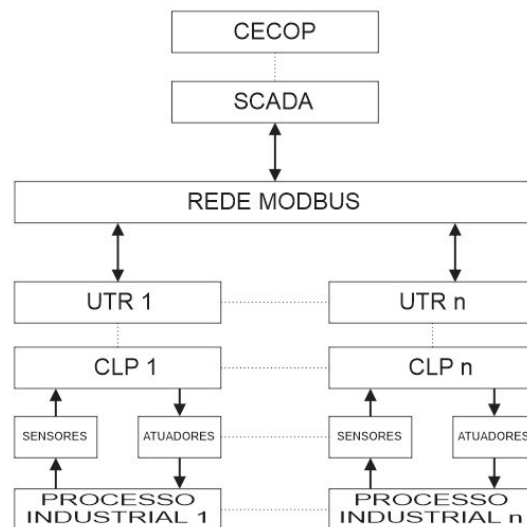 CECOP
SCADA
REDE MODBUS
UTR 1
UTR n
CLP 1
CLP n
SENSORES
ATUADORES
SENSORES
ATUADORES
PROCESSO
INDUSTRIAL 1
PROCESSO
INDUSTRIAL n